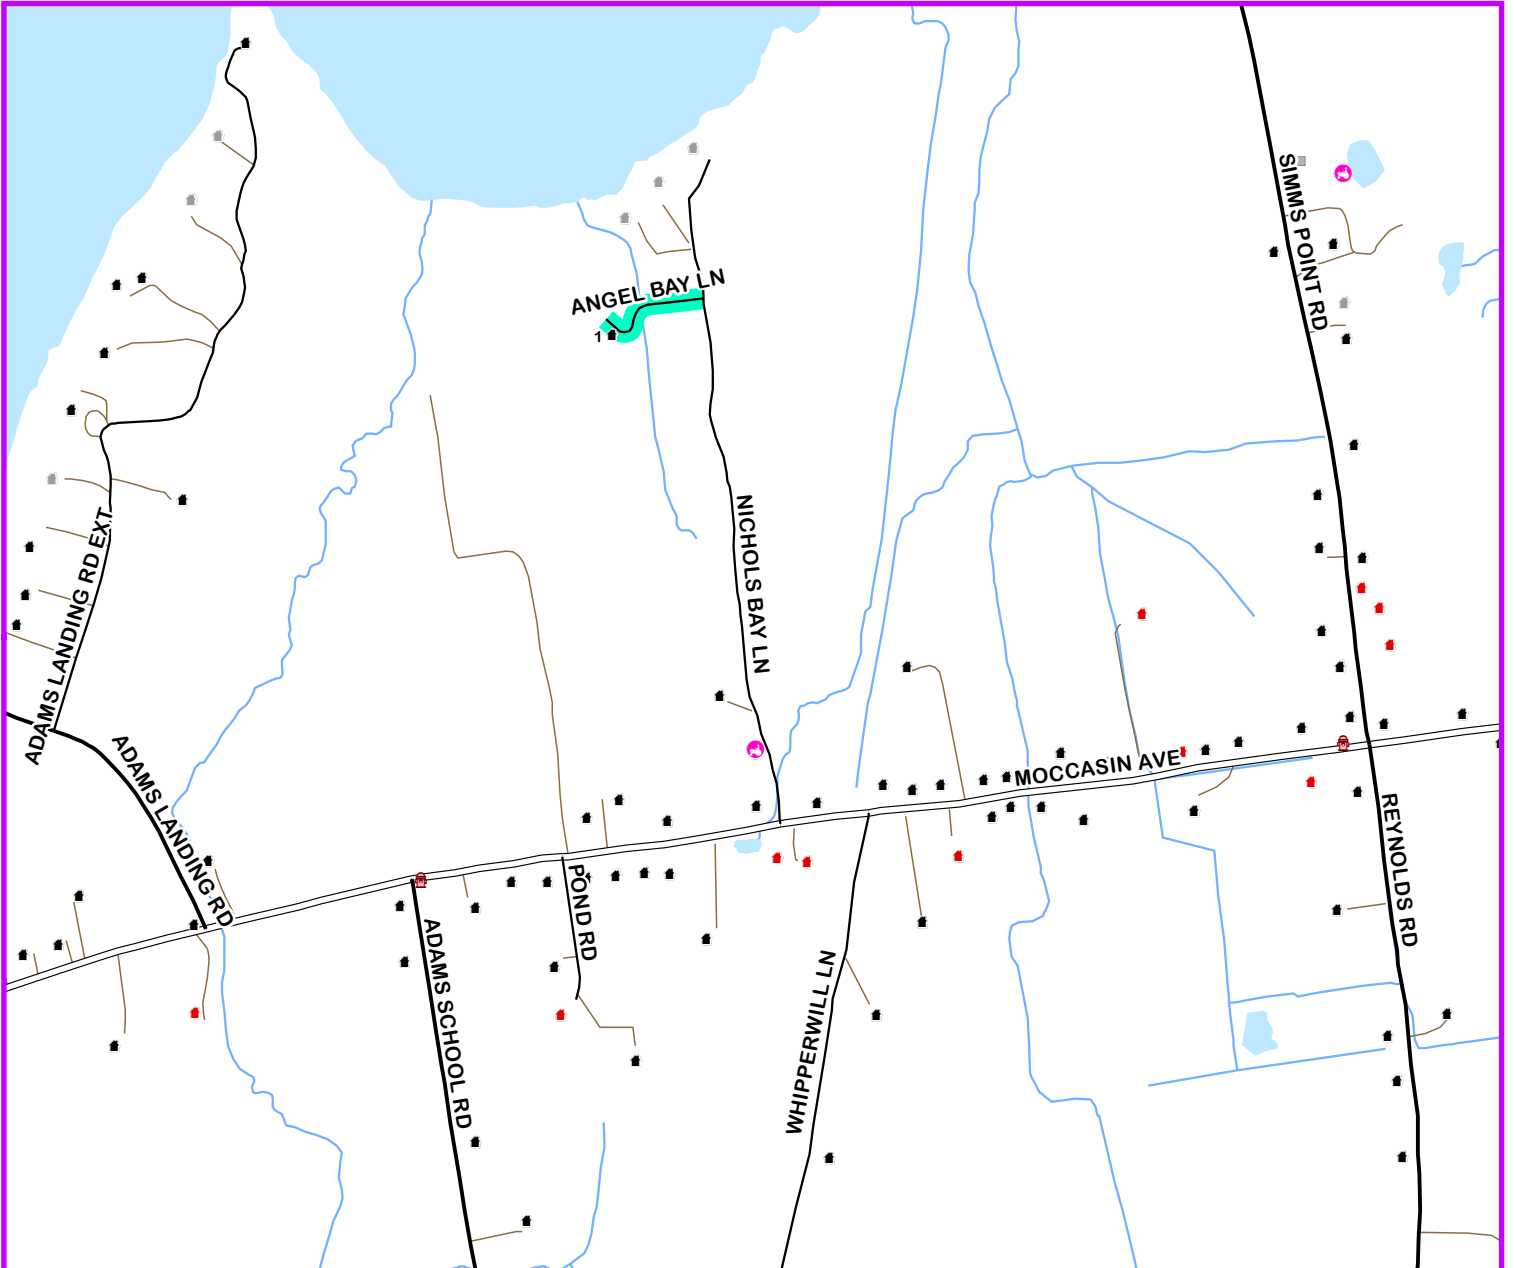 SIMMS POINT RD
ANGEL BAY LN
1
NICHOLS BAY LN
ADAMS LANDING RD EXT
ADAMS LANDING RD
MOCCASIN AVE
REYNOLDS RD
POND RD
ADAMS SCHOOL RD
WHIPPERWILL LN